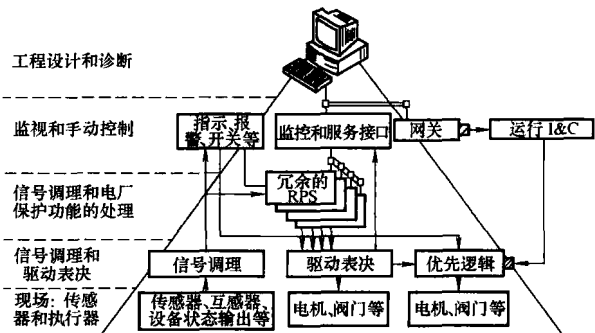 工程设计和诊断
监视和手动控制
指示、报
警、开关等
监控和服务接口
网关
运行 I&C
信号调理和电厂
保护功能的处理
冗余的
RPS
信号调理和
驱动表决
信号调理
驱动表决
优先逻辑
现场：传感
器和执行器
传感器、互感器、
设备状态输出等
电机、阀门等
电机、阀门等